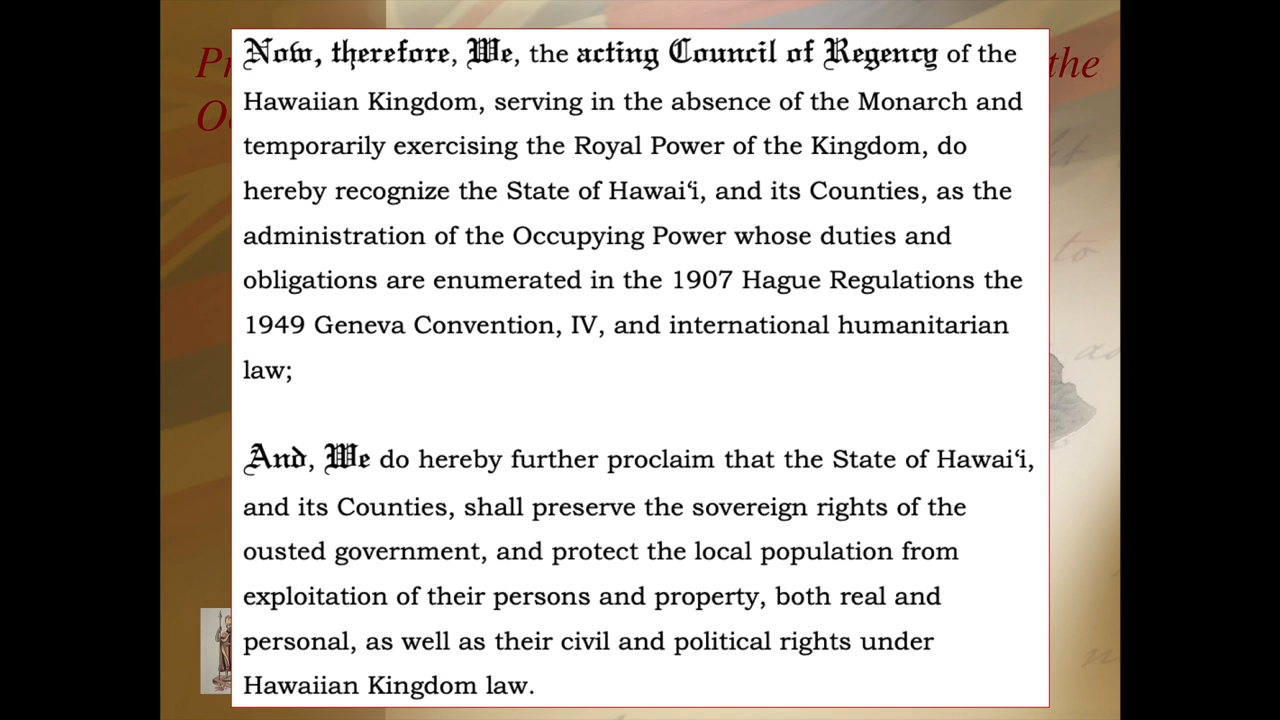 Now, therefore, We, the acting Council of Regency of the
Hawaiian Kingdom, serving in the absence of the Monarch and
temporarily exercising the Royal Power of the Kingdom, do
hereby recognize the State of Hawaiʻi, and its Counties, as the
administration of the Occupying Power whose duties and
obligations are enumerated in the 1907 Hague Regulations the
1949 Geneva Convention, IV, and international humanitarian
law;
And, We do hereby further proclaim that the State of Hawaiʻi,
and its Counties, shall preserve the sovereign rights of the
ousted government, and protect the local population from
exploitation of their persons and property, both real and
personal, as well as their civil and political rights under
Hawaiian Kingdom law.
the
to